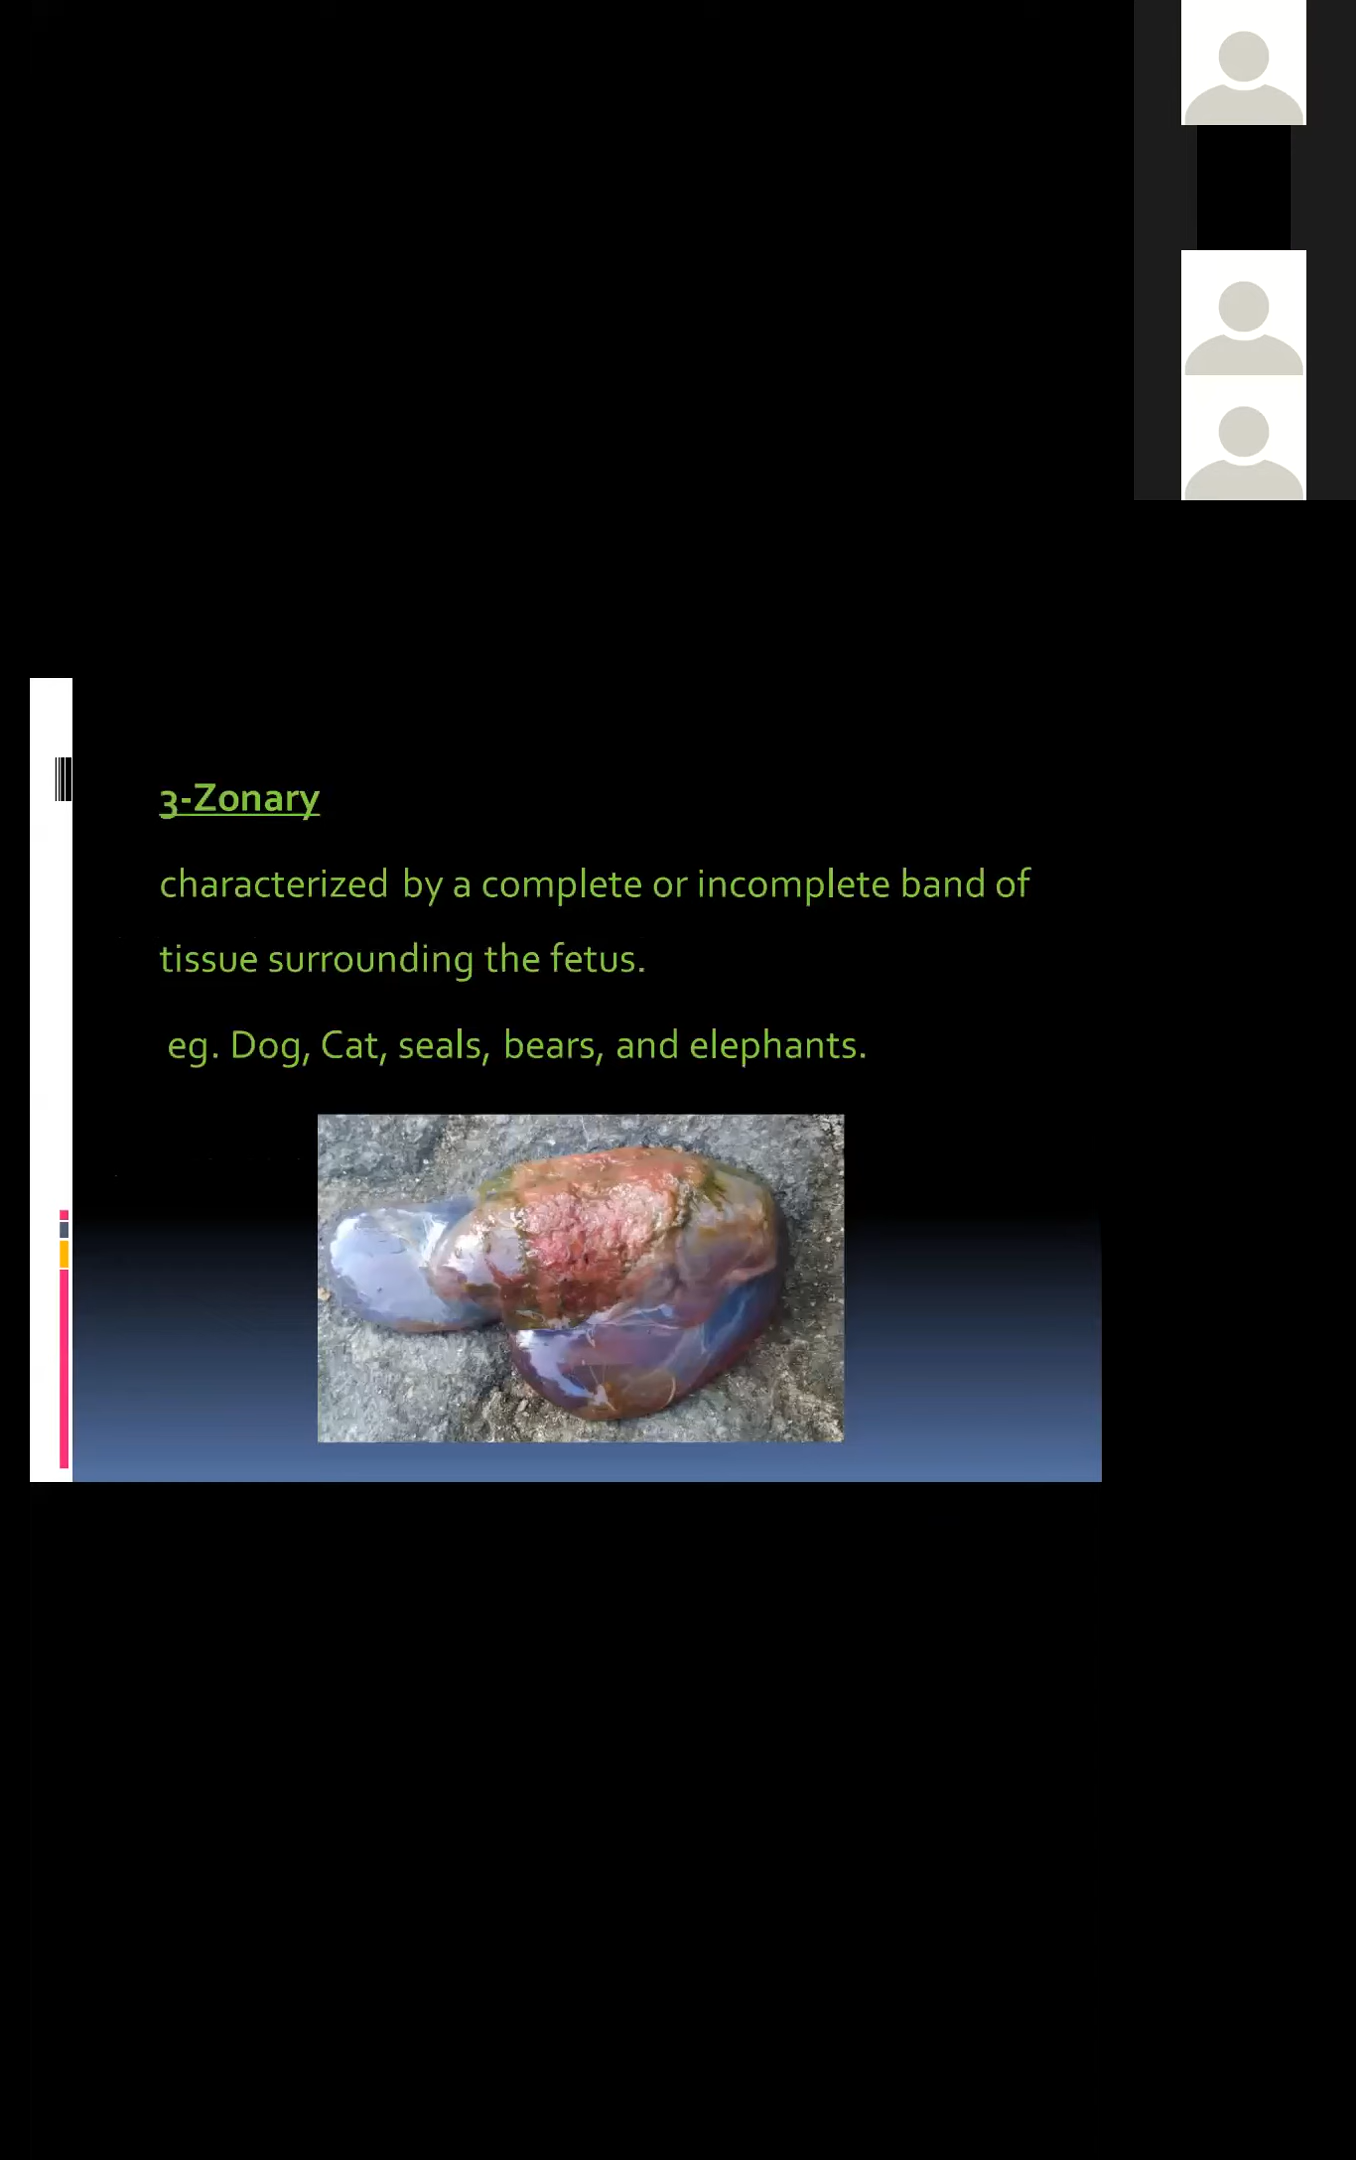 3-Zonary
characterized by a complete or incomplete band of
tissue surrounding the fetus.
eg. Dog, Cat, seals, bears, and elephants.